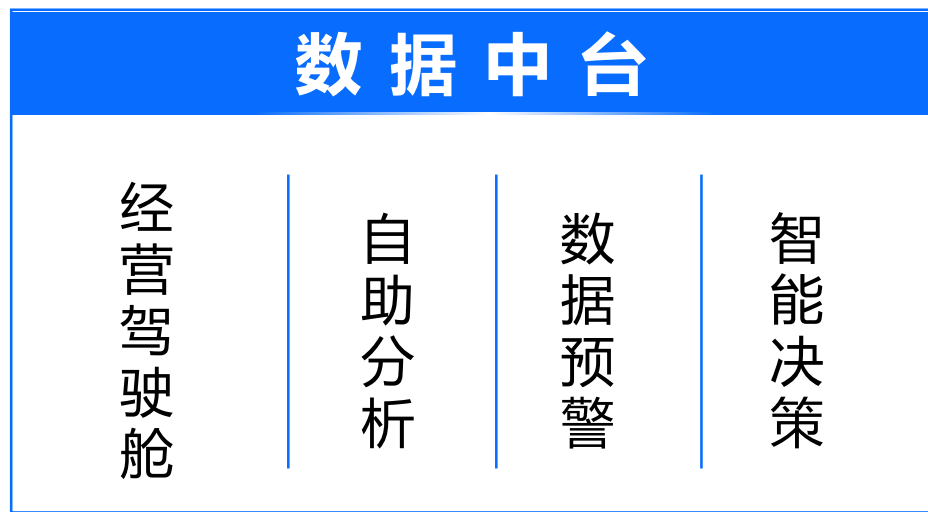 数据中台
经营驾驶舱
自助分析
数据预警
智能决策